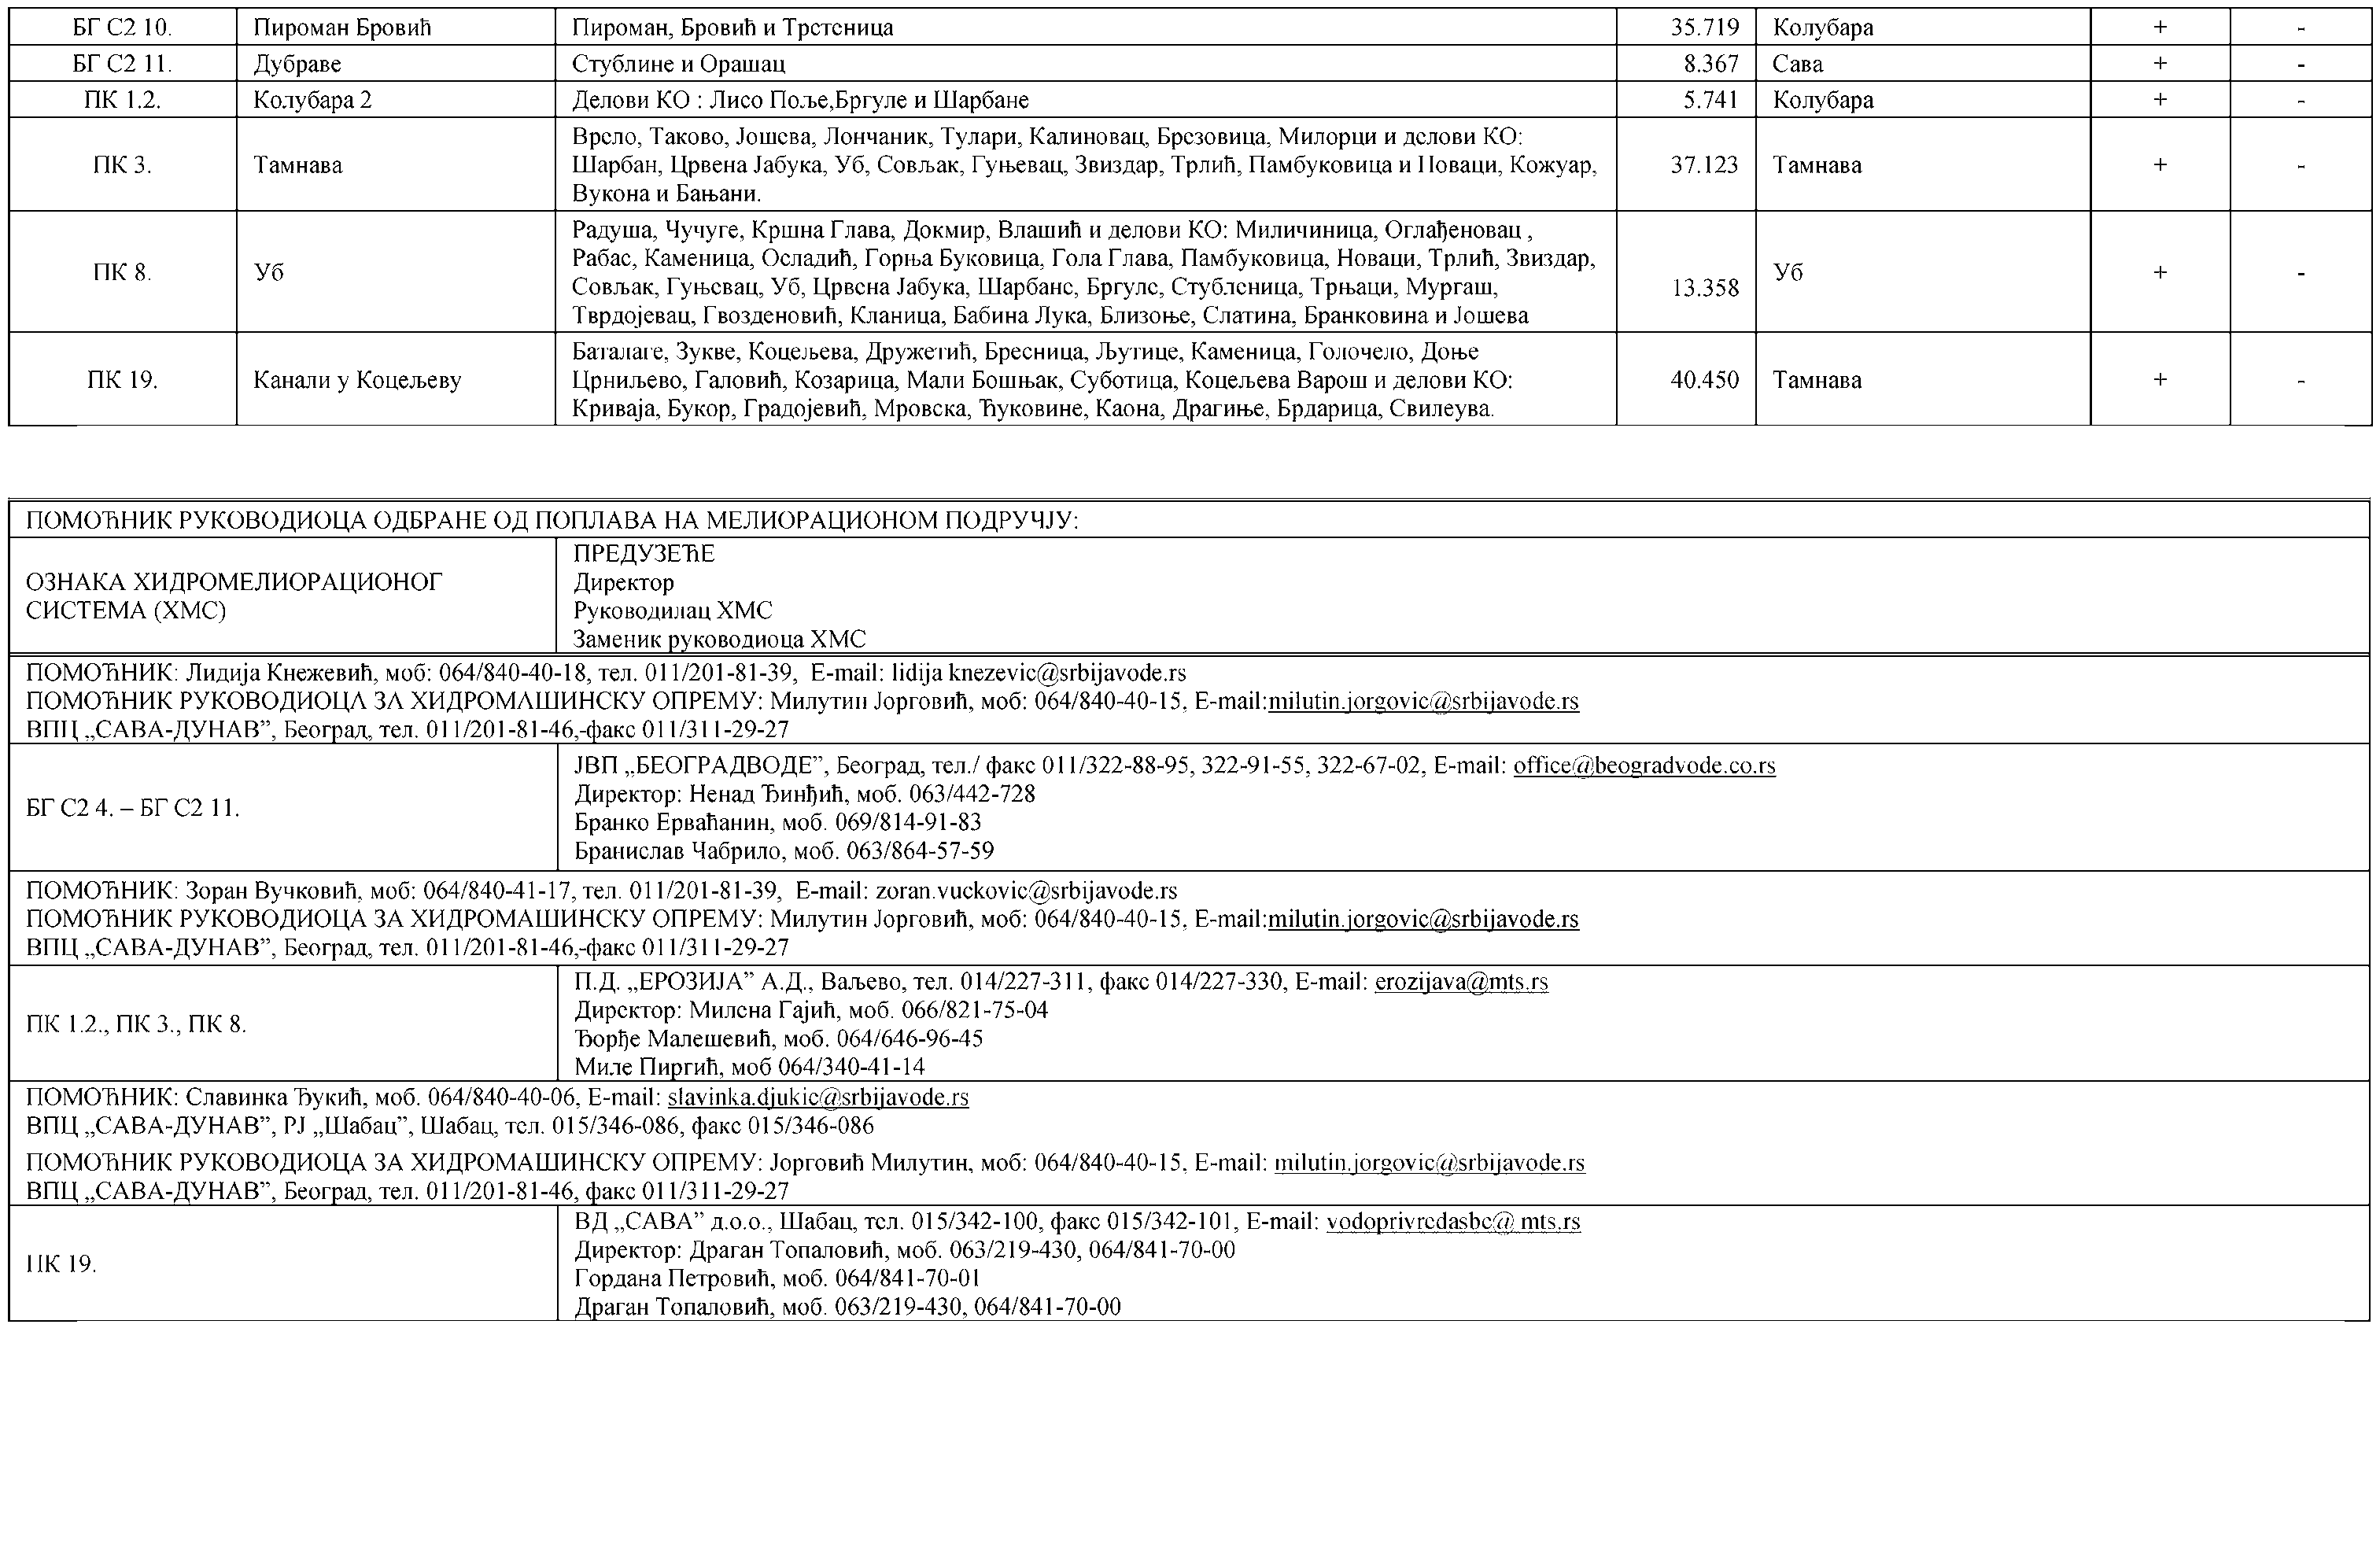 БГ С2 10. Пироман Бровић Пироман, Бровић и Трстеница 35.719 Колубара + -
БГ С2 11. Дубраве Стублине и Орашац 8.367 Сава + -
ПК 1.2. Колубара 2 Делови КО : Лисо Поље,Бргуле и Шарбане 5.741 Колубара + -
Врело, Таково, Јошева, Лончаник, Тулари, Калиновац, Брезовица, Милорци и делови КО:
ПК 3. Тамнава Шарбан, Црвена Јабука, Уб, Совљак, Гуњевац, Звиздар, Трлић, Памбуковица и Новаци, Кожуар, 37.123 Тамнава + -
Вукона и Бањани.
Радуша, Чучуге, Кршна Глава, Докмир, Влашић и делови КО: Миличиница, Оглађеновац ,
Рабас, Каменица, Осладић, Горња Буковица, Гола Глава, Памбуковица, Новаци, Трлић, Звиздар,
ПК 8. Уб Совљак, Гуњевац, Уб, Црвена Јабука, Шарбане, Бргуле, Стубленица, Трњаци, Мургаш, 13.358 Уб + -
Тврдојевац, Гвозденовић, Кланица, Бабина Лука, Близоње, Слатина, Бранковина и Јошева
Баталаге, Зукве, Коцељева, Дружетић, Бресница, Љутице, Каменица, Голочело, Доње
ПК 19. Канали у Коцељеву Црниљево, Галовић, Козарица, Мали Бошњак, Суботица, Коцељева Варош и делови КО: 40.450 Тамнава + -
Криваја, Букор, Градојевић, Мровска, Ћуковине, Каона, Драгиње, Брдарица, Свилеува.
ПОМОЋНИК РУКОВОДИОЦА ОДБРАНЕ ОД ПОПЛАВА НА МЕЛИОРАЦИОНОМ ПОДРУЧЈУ:
ОЗНАКА ХИДРОМЕЛИОРАЦИОНОГ
СИСТЕМА (ХМС)
ПРЕДУЗЕЋЕ
Директор
Руководилац ХМС
Заменик руководиоца ХМС
ПОМОЋНИК: Лидија Кнежевић, моб: 064/840-40-18, тел. 011/201-81-39, E-mail: lidija knezevic@srbijavode.rs
ПОМОЋНИК РУКОВОДИОЦА ЗА ХИДРОМАШИНСКУ ОПРЕМУ: Милутин Јорговић, моб: 064/840-40-15, E-mail:milutin.jorgovic@srbijavode.rs
ВПЦ „САВА-ДУНАВ”, Београд, тел. 011/201-81-46,-факс 011/311-29-27
БГ С2 4. – БГ С2 11.
ЈВП „БЕОГРАДВОДЕ”, Београд, тел./ факс 011/322-88-95, 322-91-55, 322-67-02, E-mail: office@beogradvode.co.rs
Директор: Ненад Ђинђић, моб. 063/442-728
Бранко Ерваћанин, моб. 069/814-91-83
Бранислав Чабрило, моб. 063/864-57-59
ПОМОЋНИК: Зоран Вучковић, моб: 064/840-41-17, тел. 011/201-81-39, E-mail: zoran.vuckovic@srbijavode.rs
ПОМОЋНИК РУКОВОДИОЦА ЗА ХИДРОМАШИНСКУ ОПРЕМУ: Милутин Јорговић, моб: 064/840-40-15, E-mail:milutin.jorgovic@srbijavode.rs
ВПЦ „САВА-ДУНАВ”, Београд, тел. 011/201-81-46,-факс 011/311-29-27
ПК 1.2., ПК 3., ПК 8.
П.Д. „ЕРОЗИЈА” А.Д., Ваљево, тел. 014/227-311, факс 014/227-330, E-mail: erozijava@mts.rs
Директор: Милена Гајић, моб. 066/821-75-04
Ђорђе Малешевић, моб. 064/646-96-45
Миле Пиргић, моб 064/340-41-14
ПОМОЋНИК: Славинка Ђукић, моб. 064/840-40-06, E-mail: slavinka.djukic@srbijavode.rs
ВПЦ „САВА-ДУНАВ”, РЈ „Шабац”, Шабац, тел. 015/346-086, факс 015/346-086
ПОМОЋНИК РУКОВОДИОЦА ЗА ХИДРОМАШИНСКУ ОПРЕМУ: Јорговић Милутин, моб: 064/840-40-15, E-mail: milutin.jorgovic@srbijavode.rs
ВПЦ „САВА-ДУНАВ”, Београд, тел. 011/201-81-46, факс 011/311-29-27
ПК 19.
ВД „САВА” д.о.о., Шабац, тел. 015/342-100, факс 015/342-101, E-mail: vodoprivredasbc@ mts.rs
Директор: Драган Топаловић, моб. 063/219-430, 064/841-70-00
Гордана Петровић, моб. 064/841-70-01
Драган Топаловић, моб. 063/219-430, 064/841-70-00